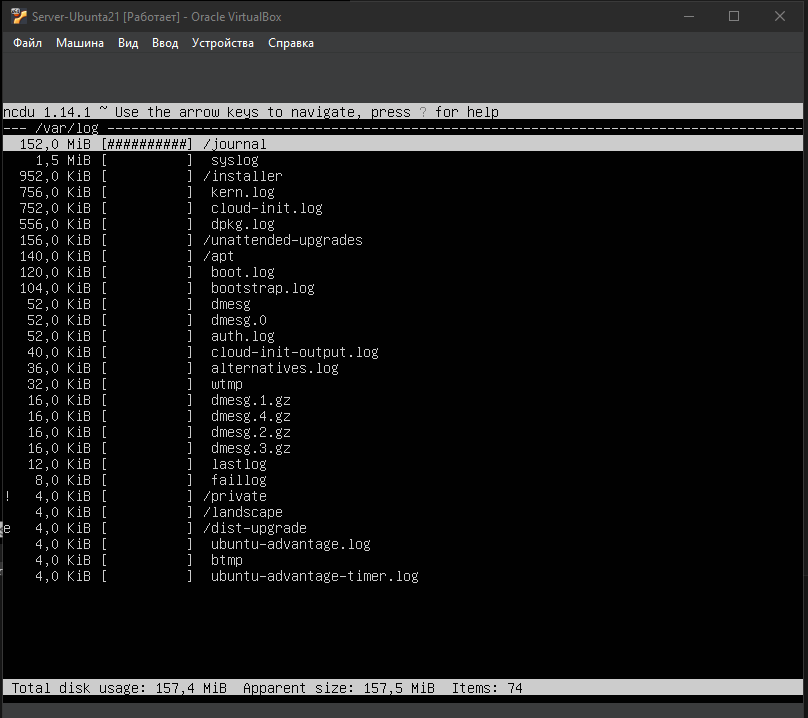 Server-Ubunta21 [Работает] - Oracle VirtualBox
Файл Машина Вид Ввод Устройства Справка
ncdu 1.14.1 ~ Use the arrow keys to navigate, press ? for help
--- /var/log ---------------------------------------------------------------------------------------
152,0 MiB [##########] /journal
1,5 MiB [          ]  syslog
952,0 KiB [          ] /installer
756,0 KiB [          ]  kern.log
752,0 KiB [          ]  cloud-init.log
556,0 KiB [          ]  dpkg.log
156,0 KiB [          ] /unattended-upgrades
140,0 KiB [          ] /apt
120,0 KiB [          ]  boot.log
104,0 KiB [          ]  bootstrap.log
52,0 KiB [          ]  dmesg
52,0 KiB [          ]  dmesg.0
52,0 KiB [          ]  auth.log
40,0 KiB [          ]  cloud-init-output.log
36,0 KiB [          ]  alternatives.log
32,0 KiB [          ]  wtmp
16,0 KiB [          ]  dmesg.1.gz
16,0 KiB [          ]  dmesg.4.gz
16,0 KiB [          ]  dmesg.2.gz
16,0 KiB [          ]  dmesg.3.gz
12,0 KiB [          ]  lastlog
8,0 KiB [          ]  faillog
! 4,0 KiB [          ] /private
4,0 KiB [          ] /landscape
e 4,0 KiB [          ] /dist-upgrade
4,0 KiB [          ]  ubuntu-advantage.log
4,0 KiB [          ]  btmp
4,0 KiB [          ]  ubuntu-advantage-timer.log
Total disk usage: 157,4 MiB  Apparent size: 157,5 MiB  Items: 74